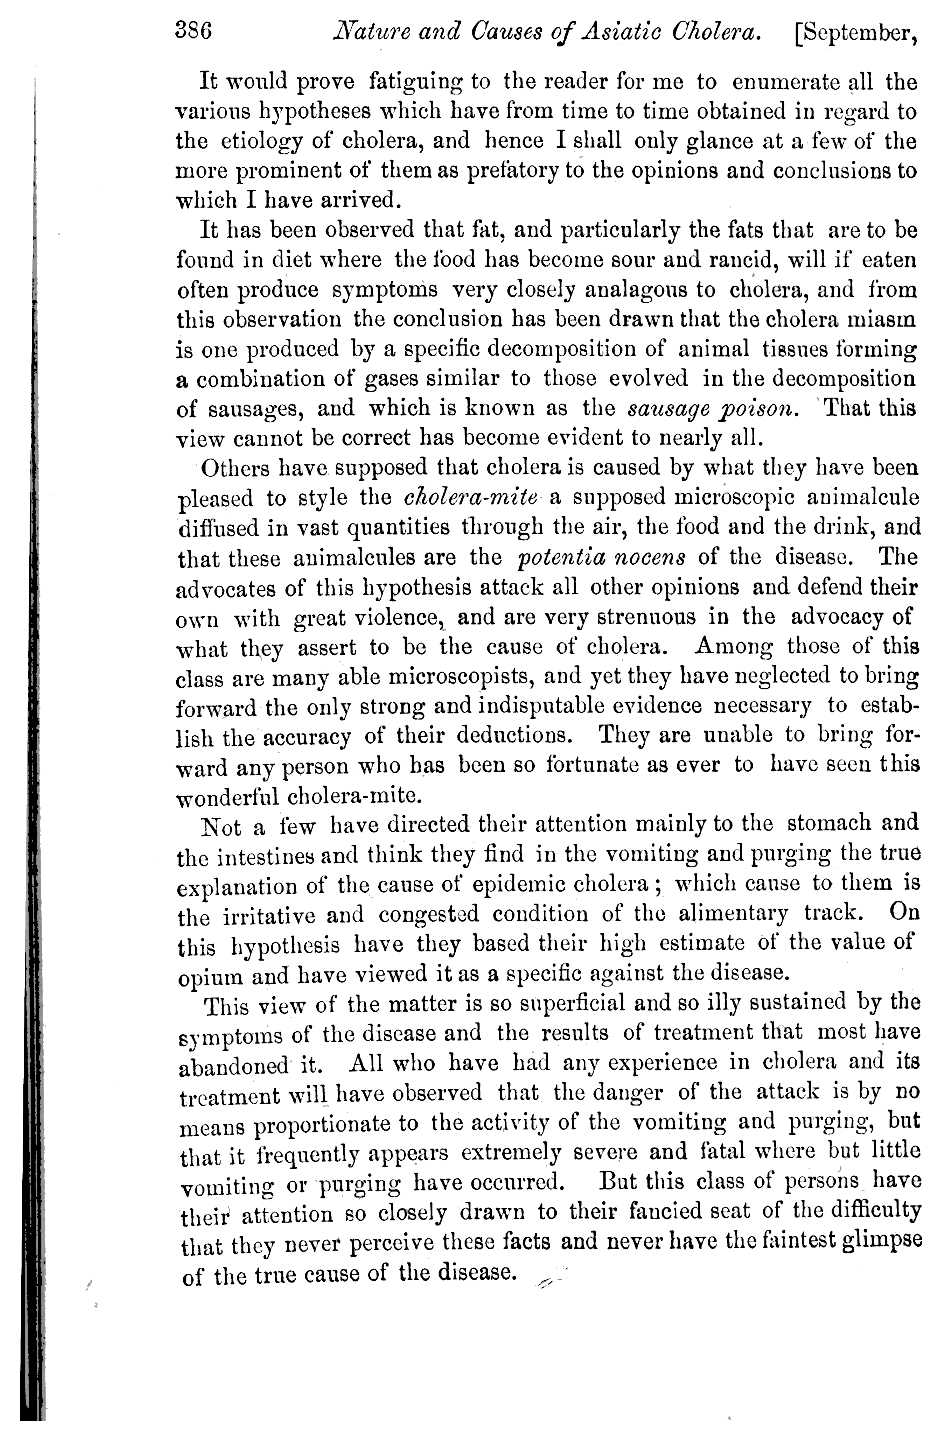 386 Nature and Causes of Asiatic Cholera. [September,
It would prove fatiguing to the reader for me to enumerate all the
various hypotheses which have from time to time obtained in regard to
the etiology of cholera, and hence I shall only glance at a few of the
more prominent of them as prefatory to the opinions and conclusions to
which I have arrived.
It has been observed that fat, and particularly the fats that are to be
found in diet where the food has become sour and rancid, will if eaten
often produce symptoms very closely analagous to cholera, and from
this observation the conclusion has been drawn that the cholera miasm
is one produced by a specific decomposition of animal tissues forming
a combination of gases similar to those evolved in the decomposition
of sausages, and which is known as the sausage poison. That this
view cannot be correct has become evident to nearly all.
Others have supposed that cholera is caused by what they have been
pleased to style the cholera-mite a supposed microscopic animalcule
diffused in vast quantities through the air, the food and the drink, and
that these animalcules are the potentia nocens of the disease. The
advocates of this hypothesis attack all other opinions and defend their
own with great violence, and are very strenuous in the advocacy of
what they assert to be the cause of cholera. Among those of this
class are many able microscopists, and yet they have neglected to bring
forward the only strong and indisputable evidence necessary to estab-
lish the accuracy of their deductions. They are unable to bring for-
ward any person who has been so fortunate as ever to have seen this
wonderful cholera-mite.
Not a few have directed their attention mainly to the stomach and
the intestines and think they find in the vomiting and purging the true
explanation of the cause of epidemic cholera; which cause to them is
the irritative and congested condition of the alimentary track. On
this hypothesis have they based their high estimate of the value of
opium and have viewed it as a specific against the disease.
This view of the matter is so superficial and so illy sustained by the
symptoms of the disease and the results of treatment that most have
abandoned it. All who have had any experience in cholera and its
treatment will have observed that the danger of the attack is by no
means proportionate to the activity of the vomiting and purging, but
that it frequently appears extremely severe and fatal where but little
vomiting or purging have occurred. But this class of persons have
their attention so closely drawn to their fancied seat of the difficulty
that they never perceive these facts and never have the faintest glimpse
of the true cause of the disease.